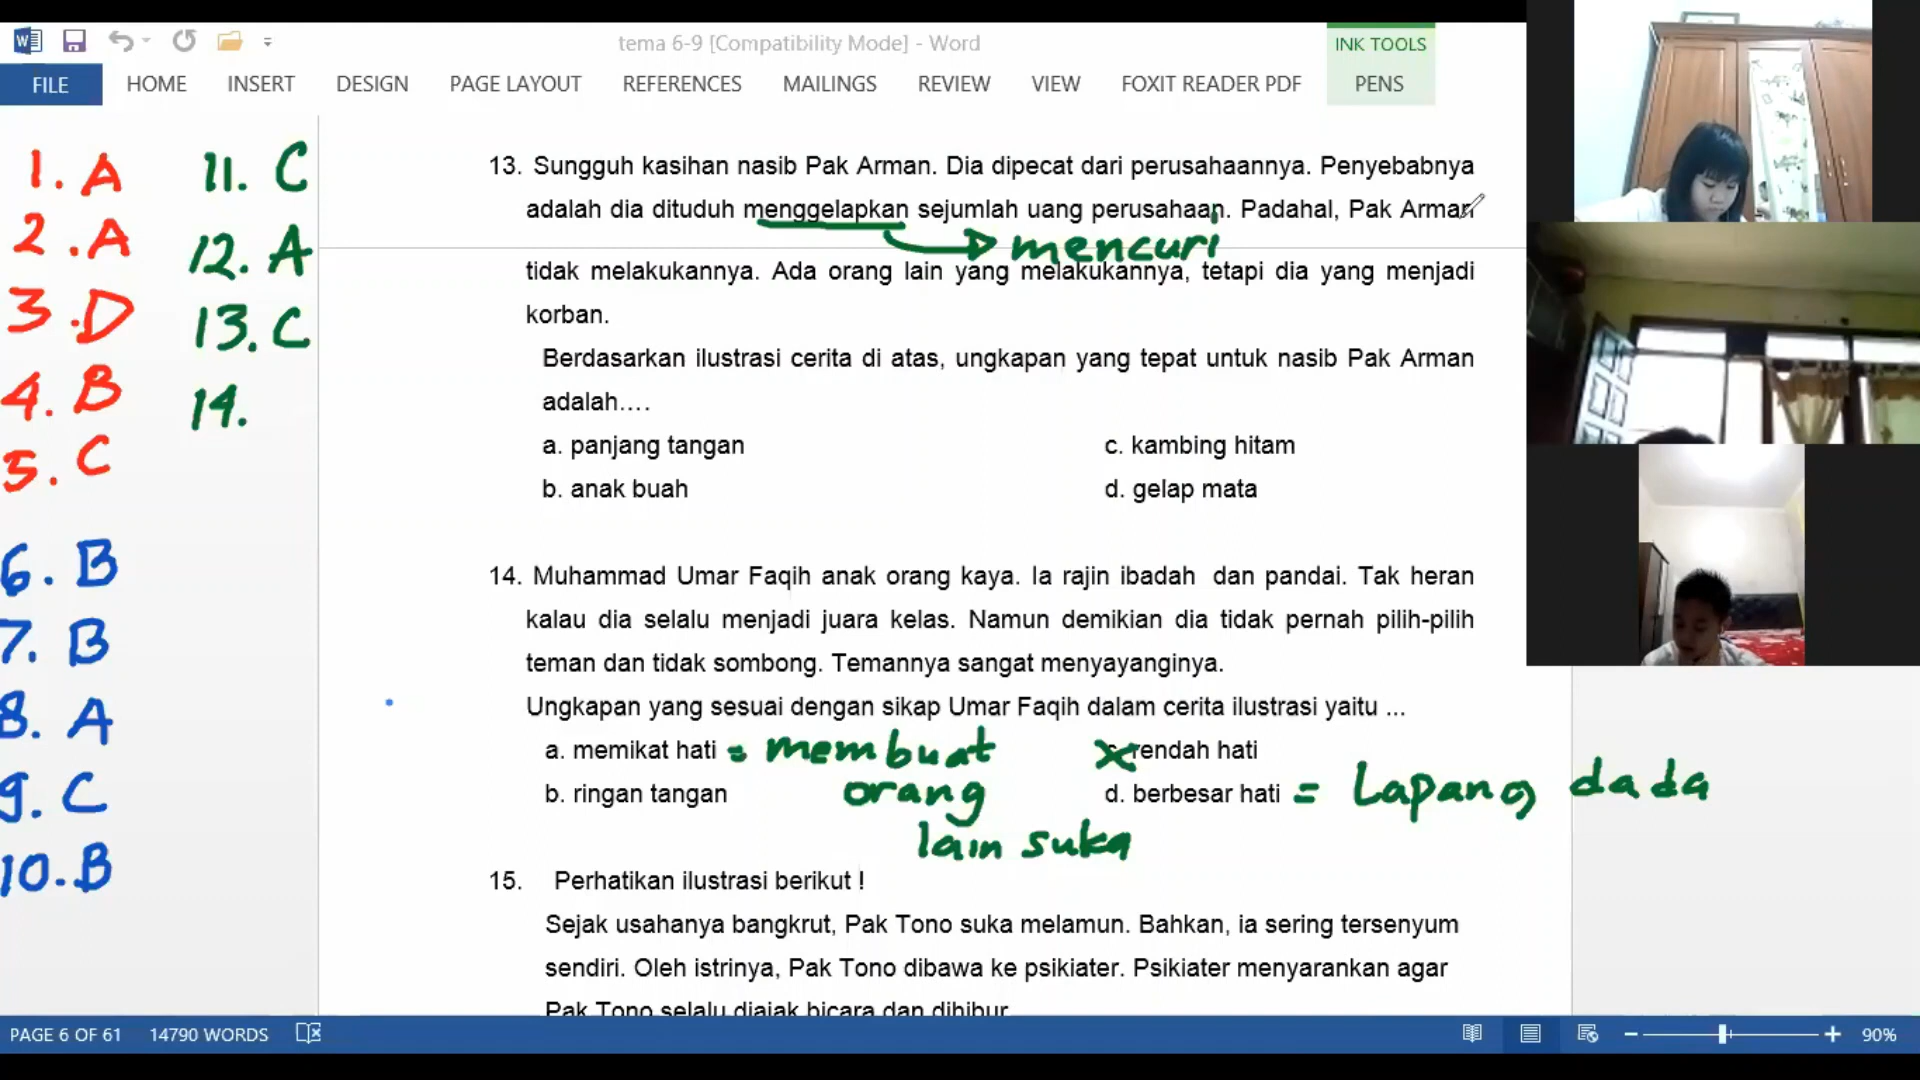 tema 6-9 [Compatibility Mode] - Word
INK TOOLS
FILE HOME INSERT DESIGN PAGE LAYOUT REFERENCES MAILINGS REVIEW VIEW FOXIT READER PDF PENS
1. A
2. A
3. D
4. B
5. C
6. B
7. B
8. A
9. C
10. B
11. C
12. A
13. C
14.
13. Sungguh kasihan nasib Pak Arman. Dia dipecat dari perusahaannya. Penyebabnya
adalah dia dituduh menggelapkan sejumlah uang perusahaan. Padahal, Pak Arman
mencuri
tidak melakukannya. Ada orang lain yang melakukannya, tetapi dia yang menjadi
korban.
Berdasarkan ilustrasi cerita di atas, ungkapan yang tepat untuk nasib Pak Arman
adalah....
a. panjang tangan c. kambing hitam
b. anak buah d. gelap mata
14. Muhammad Umar Faqih anak orang kaya. Ia rajin ibadah dan pandai. Tak heran
kalau dia selalu menjadi juara kelas. Namun demikian dia tidak pernah pilih-pilih
teman dan tidak sombong. Temannya sangat menyayanginya.
Ungkapan yang sesuai dengan sikap Umar Faqih dalam cerita ilustrasi yaitu ...
a. memikat hati = membuat c. rendah hati
b. ringan tangan orang d. berbesar hati = Lapang dada
lain suka
15. Perhatikan ilustrasi berikut !
Sejak usahanya bangkrut, Pak Tono suka melamun. Bahkan, ia sering tersenyum
sendiri. Oleh istrinya, Pak Tono dibawa ke psikiater. Psikiater menyarankan agar
Pak Tono selalu diajak bicara dan dihibur
PAGE 6 OF 61 14790 WORDS 90%